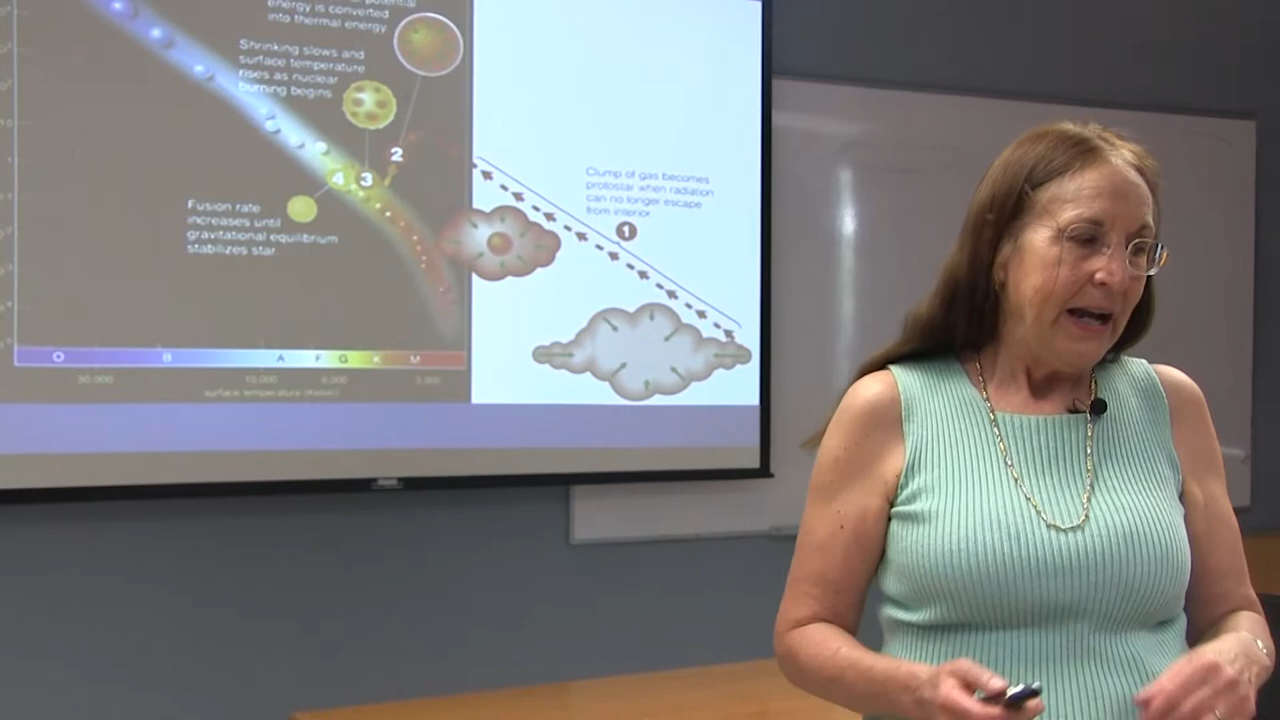 energy is converted
into thermal energy
Shrinking slows and
surface temperature
rises as nuclear
burning begins
2
4
3
Fusion rate
increases until
gravitational equilibrium
stabilizes star
Clump of gas becomes
protostar when radiation
can no longer escape
from interior
1
O B A F G K M
30,000 10,000 6,000 3,000
surface temperature (Kelvin)